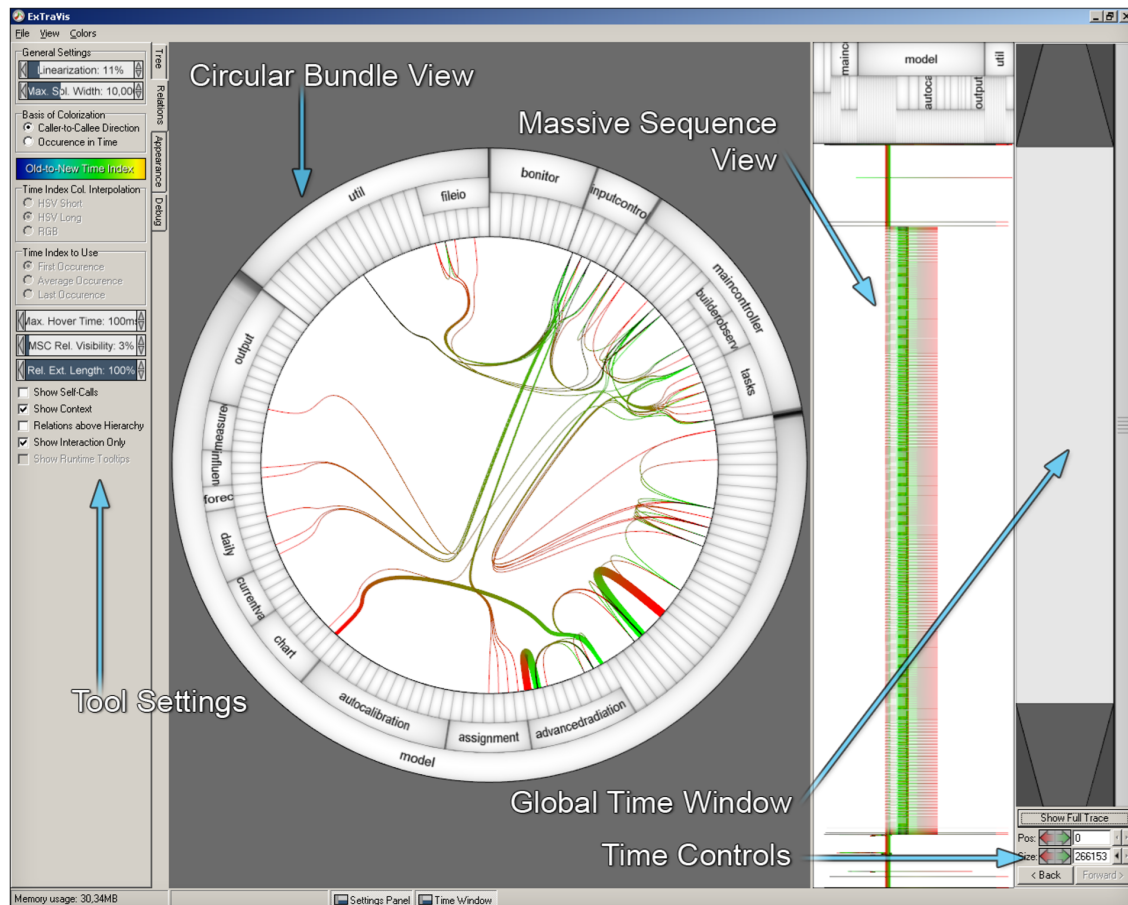 ExTraVis
File View Colors
General Settings
Linearization: 11%
Max. Spl. Width: 10,00
Basis of Colorization
Caller-to-Callee Direction
Occurence in Time
Old-to-New Time Index
Time Index Col. Interpolation
HSV Short
HSV Long
RGB
Time Index to Use
First Occurence
Average Occurence
Last Occurence
Max. Hover Time: 100ms
MSC Rel. Visibility: 3%
Rel. Ext. Length: 100%
Show Self-Calls
Show Context
Relations above Hierarchy
Show Interaction Only
Show Runtime Tooltips
Tree
Relations
Appearance
Debug
Tool Settings
Circular Bundle View
util
fileio
bonitor
inputcontro
maincontroller
builderobserv
tasks
output
measure
influen
forec
daily
currentva
chart
autocalibration
assignment
advancedradiation
model
Massive Sequence
View
mainc
model
util
autoca
output
Global Time Window
Time Controls
Show Full Trace
Pos: 0
Size: 266153
< Back Forward >
Memory usage: 30,34MB
Settings Panel Time Window